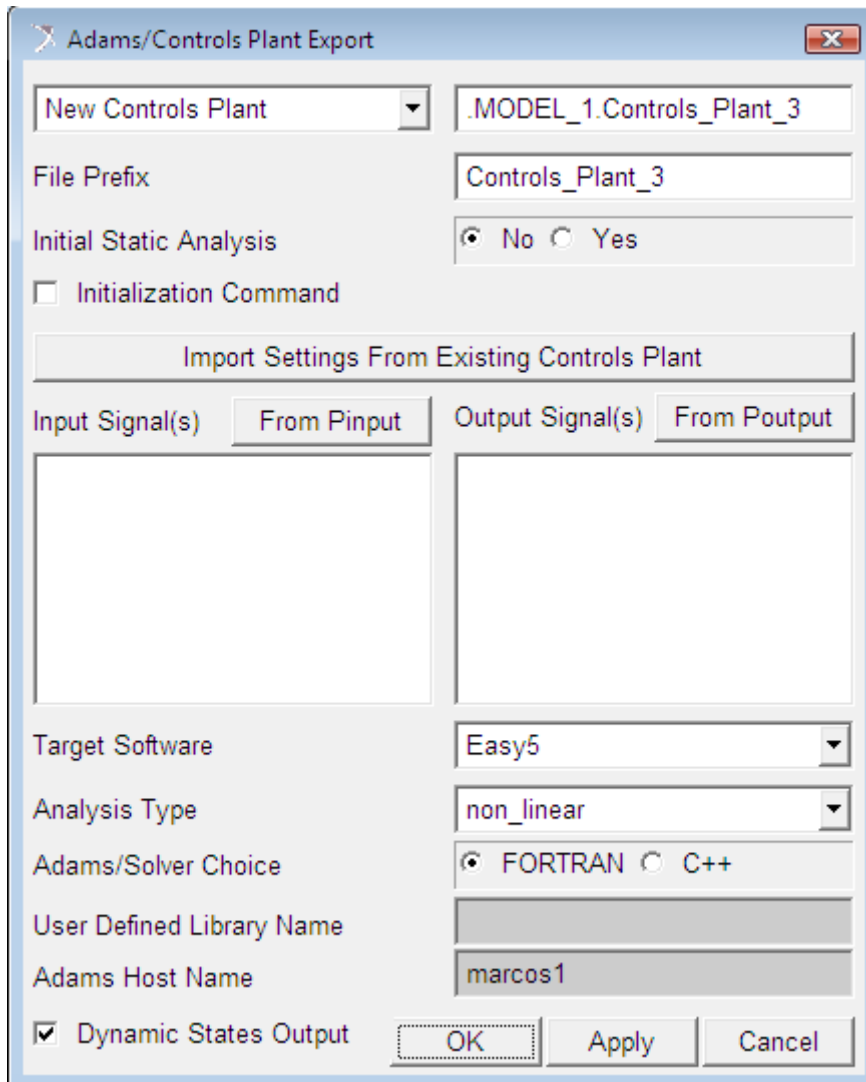 Adams/Controls Plant Export
New Controls Plant .MODEL_1.Controls_Plant_3
File Prefix Controls_Plant_3
Initial Static Analysis No Yes
Initialization Command
Import Settings From Existing Controls Plant
Input Signal(s) From Pinput Output Signal(s) From Poutput
Target Software Easy5
Analysis Type non_linear
Adams/Solver Choice FORTRAN C++
User Defined Library Name
Adams Host Name marcos1
Dynamic States Output OK Apply Cancel